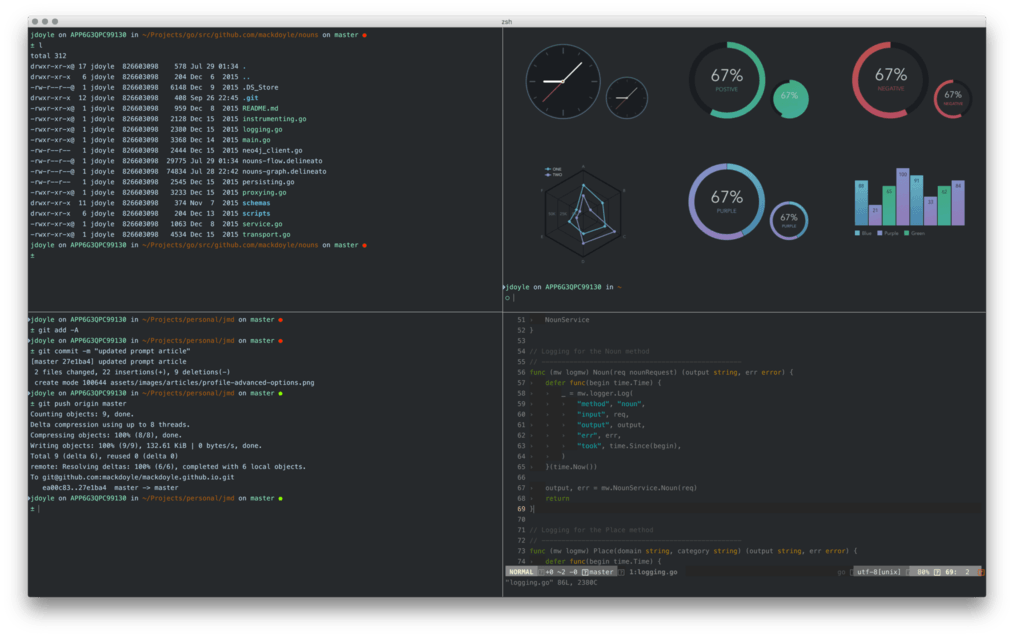 zsh
jdoyle on APP6G3QPC99130 in ~/Projects/go/src/github.com/mackdoyle/nouns on master ●
± l
total 312
drwxr-xr-x@ 17 jdoyle  826603098    578 Jul 29 01:34 .
drwxr-xr-x   6 jdoyle  826603098    204 Dec  6  2015 ..
-rw-r--r--@  1 jdoyle  826603098   6148 Dec  9  2015 .DS_Store
drwxr-xr-x  12 jdoyle  826603098    408 Sep 26 22:45 .git
-rwxr-xr-x@  1 jdoyle  826603098    959 Dec  8  2015 README.md
-rwxr-xr-x@  1 jdoyle  826603098   2128 Dec 15  2015 instrumenting.go
-rwxr-xr-x@  1 jdoyle  826603098   2380 Dec 15  2015 logging.go
-rwxr-xr-x@  1 jdoyle  826603098   3368 Dec 14  2015 main.go
-rw-r--r--   1 jdoyle  826603098   2444 Dec 15  2015 neo4j_client.go
-rw-r--r--@  1 jdoyle  826603098  29775 Jul 29 01:34 nouns-flow.delineato
-rw-r--r--@  1 jdoyle  826603098  74834 Jul 28 22:42 nouns-graph.delineato
-rw-r--r--   1 jdoyle  826603098   2545 Dec 15  2015 persisting.go
-rwxr-xr-x@  1 jdoyle  826603098   3233 Dec 15  2015 proxying.go
drwxr-xr-x  11 jdoyle  826603098    374 Nov  7  2015 schemas
drwxr-xr-x   6 jdoyle  826603098    204 Dec 13  2015 scripts
-rwxr-xr-x@  1 jdoyle  826603098   1063 Dec  8  2015 service.go
-rwxr-xr-x@  1 jdoyle  826603098   4534 Dec 15  2015 transport.go
jdoyle on APP6G3QPC99130 in ~/Projects/go/src/github.com/mackdoyle/nouns on master ●
±
67%
POSITIVE
67%
67%
NEGATIVE
67%
NEGATIVE
ONE
TWO
67%
PURPLE
67%
PURPLE
100
Blue Purple Green
jdoyle on APP6G3QPC99130 in ~
○
jdoyle on APP6G3QPC99130 in ~/Projects/personal/jmd on master ●
± git add -A
jdoyle on APP6G3QPC99130 in ~/Projects/personal/jmd on master ●
± git commit -m "updated prompt article"
[master 27e1ba4] updated prompt article
 2 files changed, 22 insertions(+), 9 deletions(-)
 create mode 100644 assets/images/articles/profile-advanced-options.png
jdoyle on APP6G3QPC99130 in ~/Projects/personal/jmd on master ●
± git push origin master
Counting objects: 9, done.
Delta compression using up to 8 threads.
Compressing objects: 100% (8/8), done.
Writing objects: 100% (9/9), 132.61 KiB | 0 bytes/s, done.
Total 9 (delta 6), reused 0 (delta 0)
remote: Resolving deltas: 100% (6/6), completed with 6 local objects.
To git@github.com:mackdoyle/mackdoyle.github.io.git
   ea00c83..27e1ba4  master -> master
jdoyle on APP6G3QPC99130 in ~/Projects/personal/jmd on master ●
±
51 NounService
52 }
53
54 // Logging for the Noun method
55 // ----------------------------------------
56 func (mw logmw) Noun(req nounRequest) (output string, err error) {
57 defer func(begin time.Time) {
58 _ = mw.logger.Log(
59 "method", "noun",
60 "input", req,
61 "output", output,
62 "err", err,
63 "took", time.Since(begin),
64 )
65 }(time.Now())
66
67 output, err = mw.NounService.Noun(req)
68 return
69 }
70
71 // Logging for the Place method
72 // ----------------------------------------
73 func (mw logmw) Place(domain string, category string) (output string, err error) {
74 defer func(begin time.Time) {
NORMAL +0 ~2 -0 master 1:logging.go go utf-8[unix] 80% 69: 2
"logging.go" 86L, 2380C